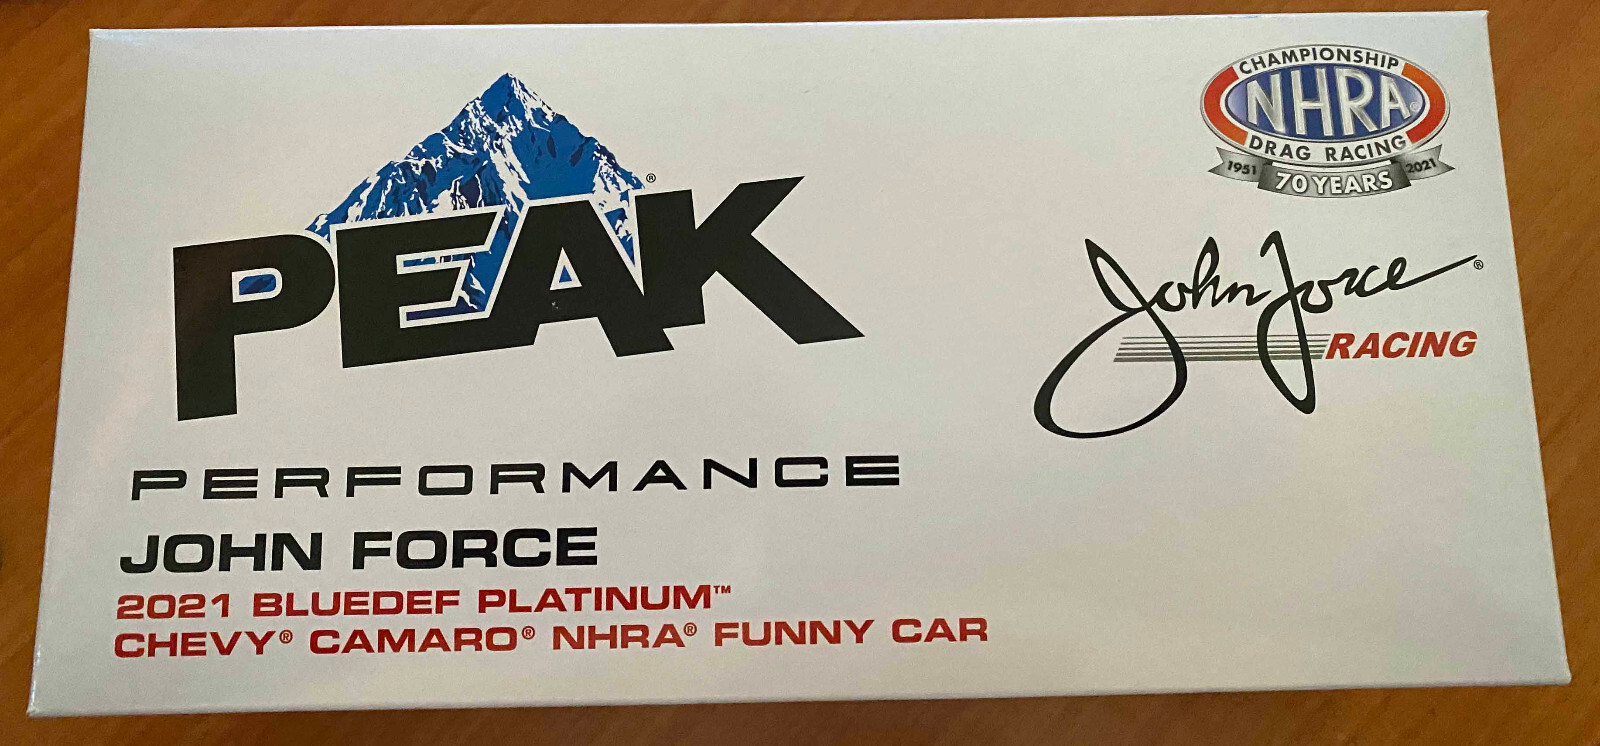 PEAK®
PERFORMANCE
JOHN FORCE
2021 BLUEDEF PLATINUM™
CHEVY® CAMARO® NHRA® FUNNY CAR
CHAMPIONSHIP
NHRA®
DRAG RACING
1951 70 YEARS 2021
John Force®
RACING